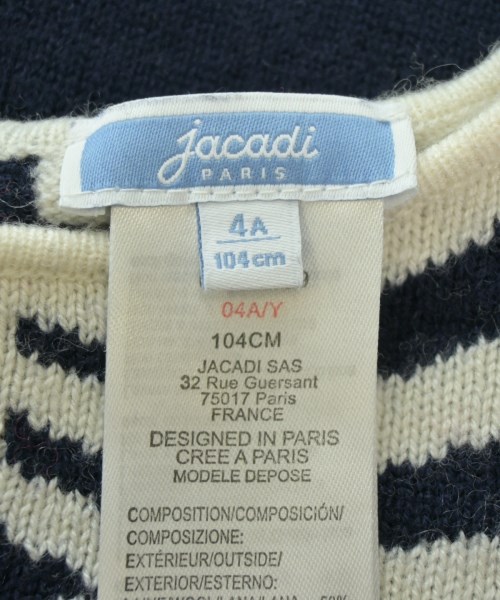 jacadi
PARIS
4A
104cm
04A/Y
104CM
JACADI SAS
32 Rue Guersant
75017 Paris
FRANCE
DESIGNED IN PARIS
CREE A PARIS
MODELE DEPOSE
COMPOSITION/COMPOSICIÓN/
COMPOSIZIONE:
EXTÉRIEUR/OUTSIDE/
EXTERIOR/ESTERNO: